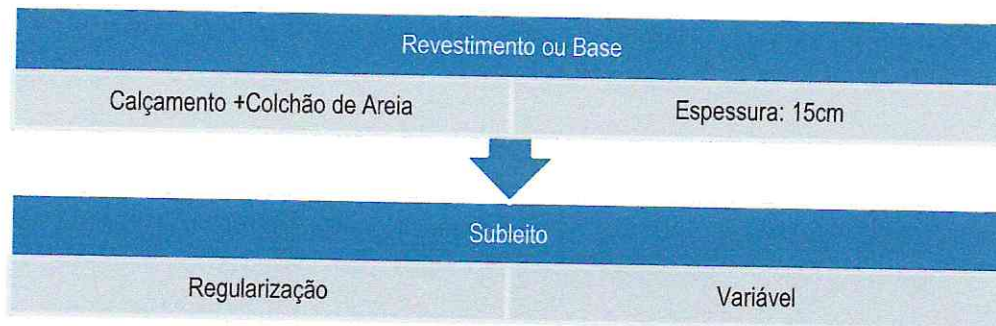 Revestimento ou Base
Calçamento +Colchão de Areia
Espessura: 15cm
Subleito
Regularização
Variável